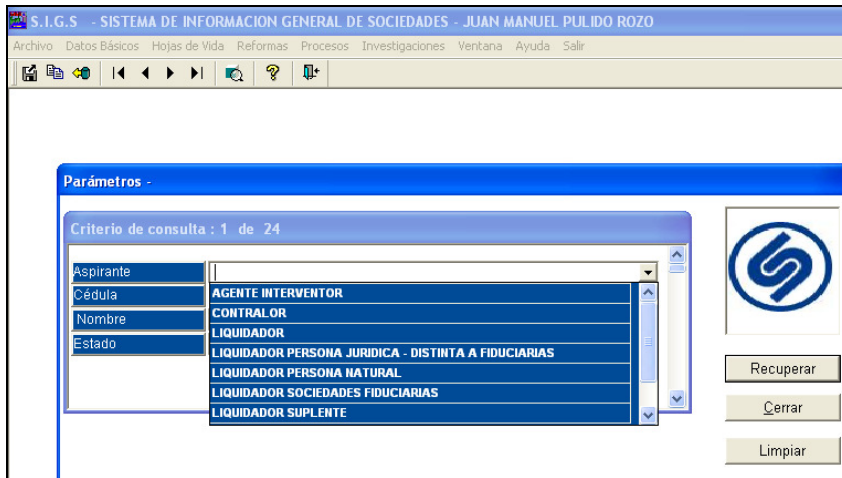 S.I.G.S - SISTEMA DE INFORMACION GENERAL DE SOCIEDADES - JUAN MANUEL PULIDO ROZO
Archivo Datos Básicos Hojas de Vida Reformas Procesos Investigaciones Ventana Ayuda Salir
Parámetros -
Criterio de consulta : 1 de 24
Aspirante
Cédula
Nombre
Estado
AGENTE INTERVENTOR
CONTRALOR
LIQUIDADOR
LIQUIDADOR PERSONA JURIDICA - DISTINTA A FIDUCIARIAS
LIQUIDADOR PERSONA NATURAL
LIQUIDADOR SOCIEDADES FIDUCIARIAS
LIQUIDADOR SUPLENTE
Recuperar
Cerrar
Limpiar